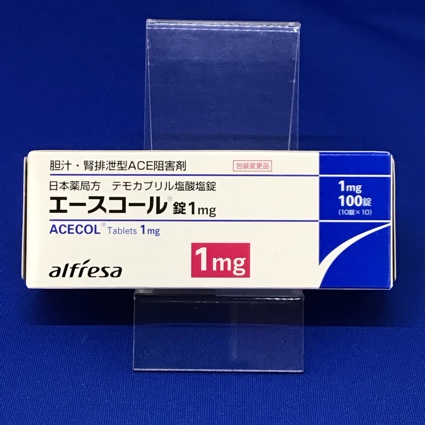 胆汁・腎排泄型ACE阻害剤
包装変更品
日本薬局方 テモカプリル塩酸塩錠
エースコール®錠1mg
ACECOL® Tablets 1mg
1mg
100錠
(10錠×10)
1mg
alfresa